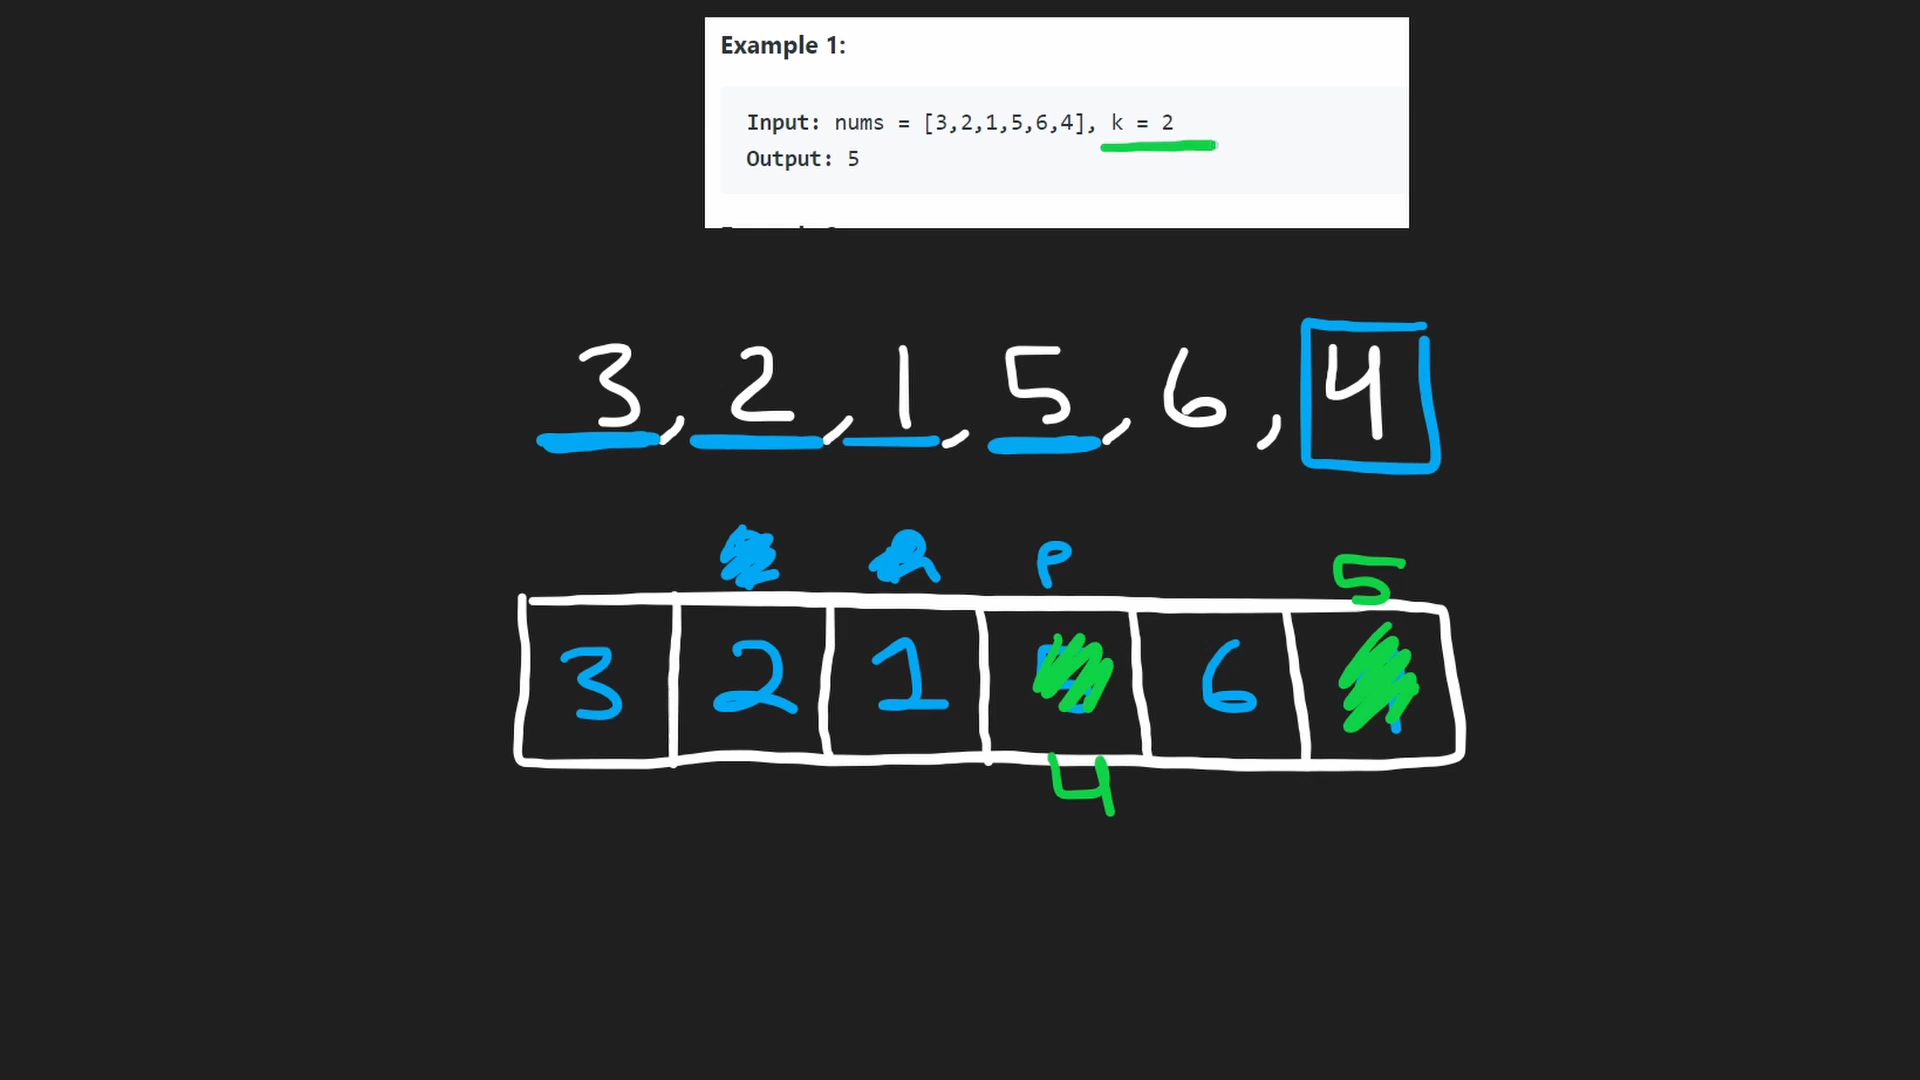 Example 1:
Input: nums = [3,2,1,5,6,4], k = 2
Output: 5
3, 2, 1, 5, 6, 4
P
5
3 2 1 6
4